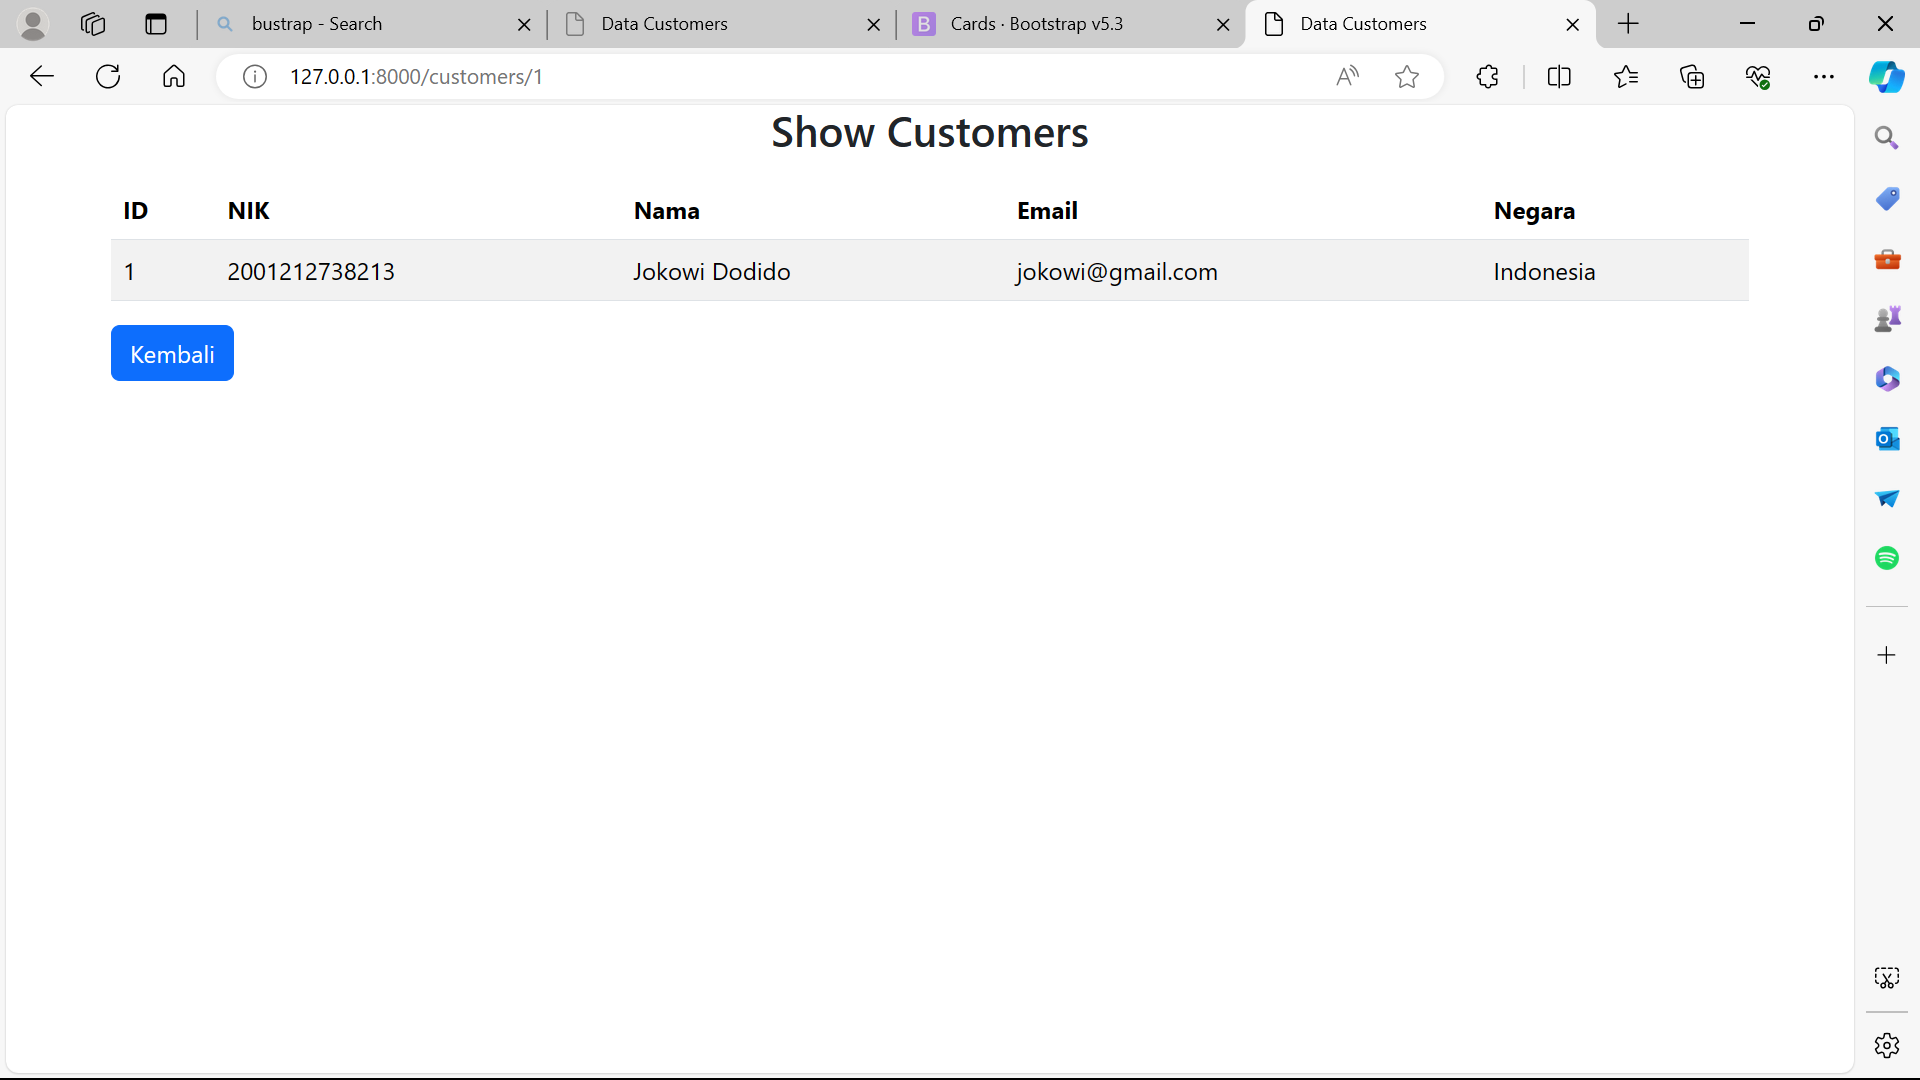 bustrap - Search
Data Customers
B Cards · Bootstrap v5.3
Data Customers
127.0.0.1:8000/customers/1
Show Customers
ID NIK Nama Email Negara
1 2001212738213 Jokowi Dodido jokowi@gmail.com Indonesia
Kembali